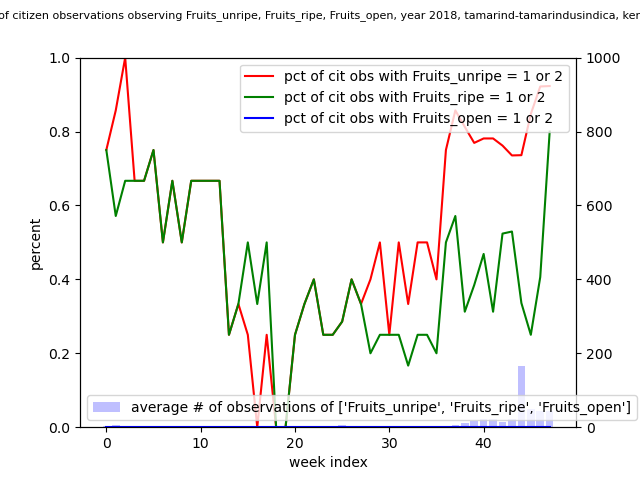 of citizen observations observing Fruits_unripe, Fruits_ripe, Fruits_open, year 2018, tamarind-tamarindusindica, ker
pct of cit obs with Fruits_unripe = 1 or 2
pct of cit obs with Fruits_ripe = 1 or 2
pct of cit obs with Fruits_open = 1 or 2
1.0
0.8
0.6
0.4
0.2
0.0
percent
1000
800
600
400
200
0
average # of observations of ['Fruits_unripe', 'Fruits_ripe', 'Fruits_open']
0 10 20 30 40
week index